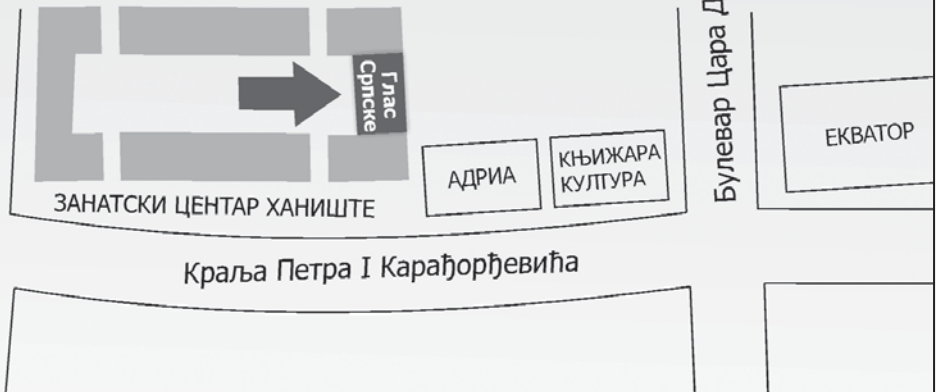 Глас
Српске
АДРИА
КЊИЖАРА
КУЛТУРА
ЗАНАТСКИ ЦЕНТАР ХАНИШТЕ
Краља Петра I Карађорђевића
Булевар Цара
ЕКВАТОР